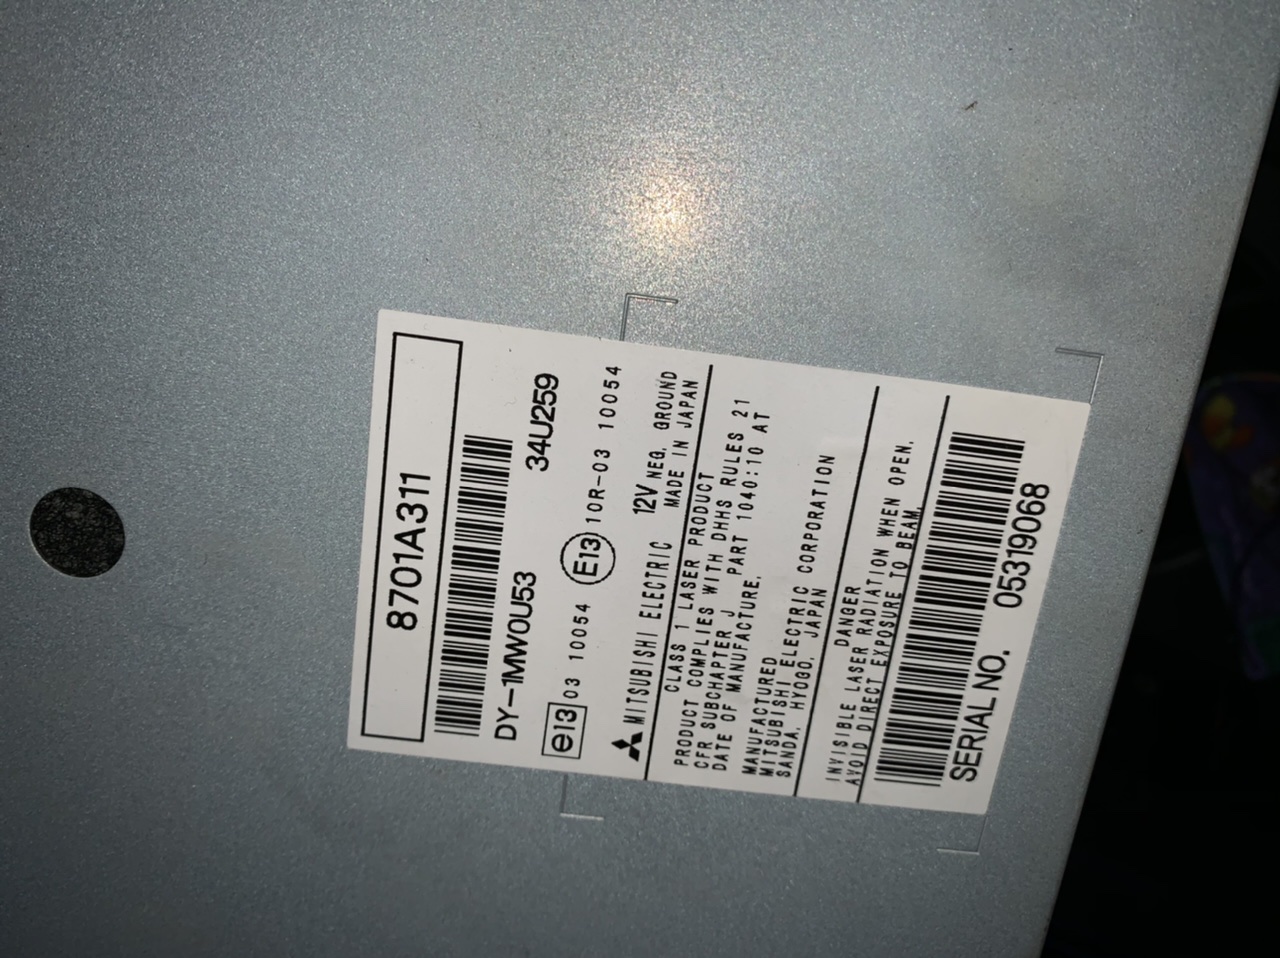 8701A311
DY-1MW0U53 34U259
e13 03 10054 E13 10R-03 10054
MITSUBISHI ELECTRIC 12V NEG. GROUND
MADE IN JAPAN
CLASS 1 LASER PRODUCT
PRODUCT COMPLIES WITH DHHS RULES 21
CFR SUBCHAPTER J PART 1040:10 AT
DATE OF MANUFACTURE.
MANUFACTURED
MITSUBISHI ELECTRIC CORPORATION
SANDA, HYOGO, JAPAN
DANGER
INVISIBLE LASER RADIATION WHEN OPEN.
AVOID DIRECT EXPOSURE TO BEAM.
SERIAL NO. 05319068